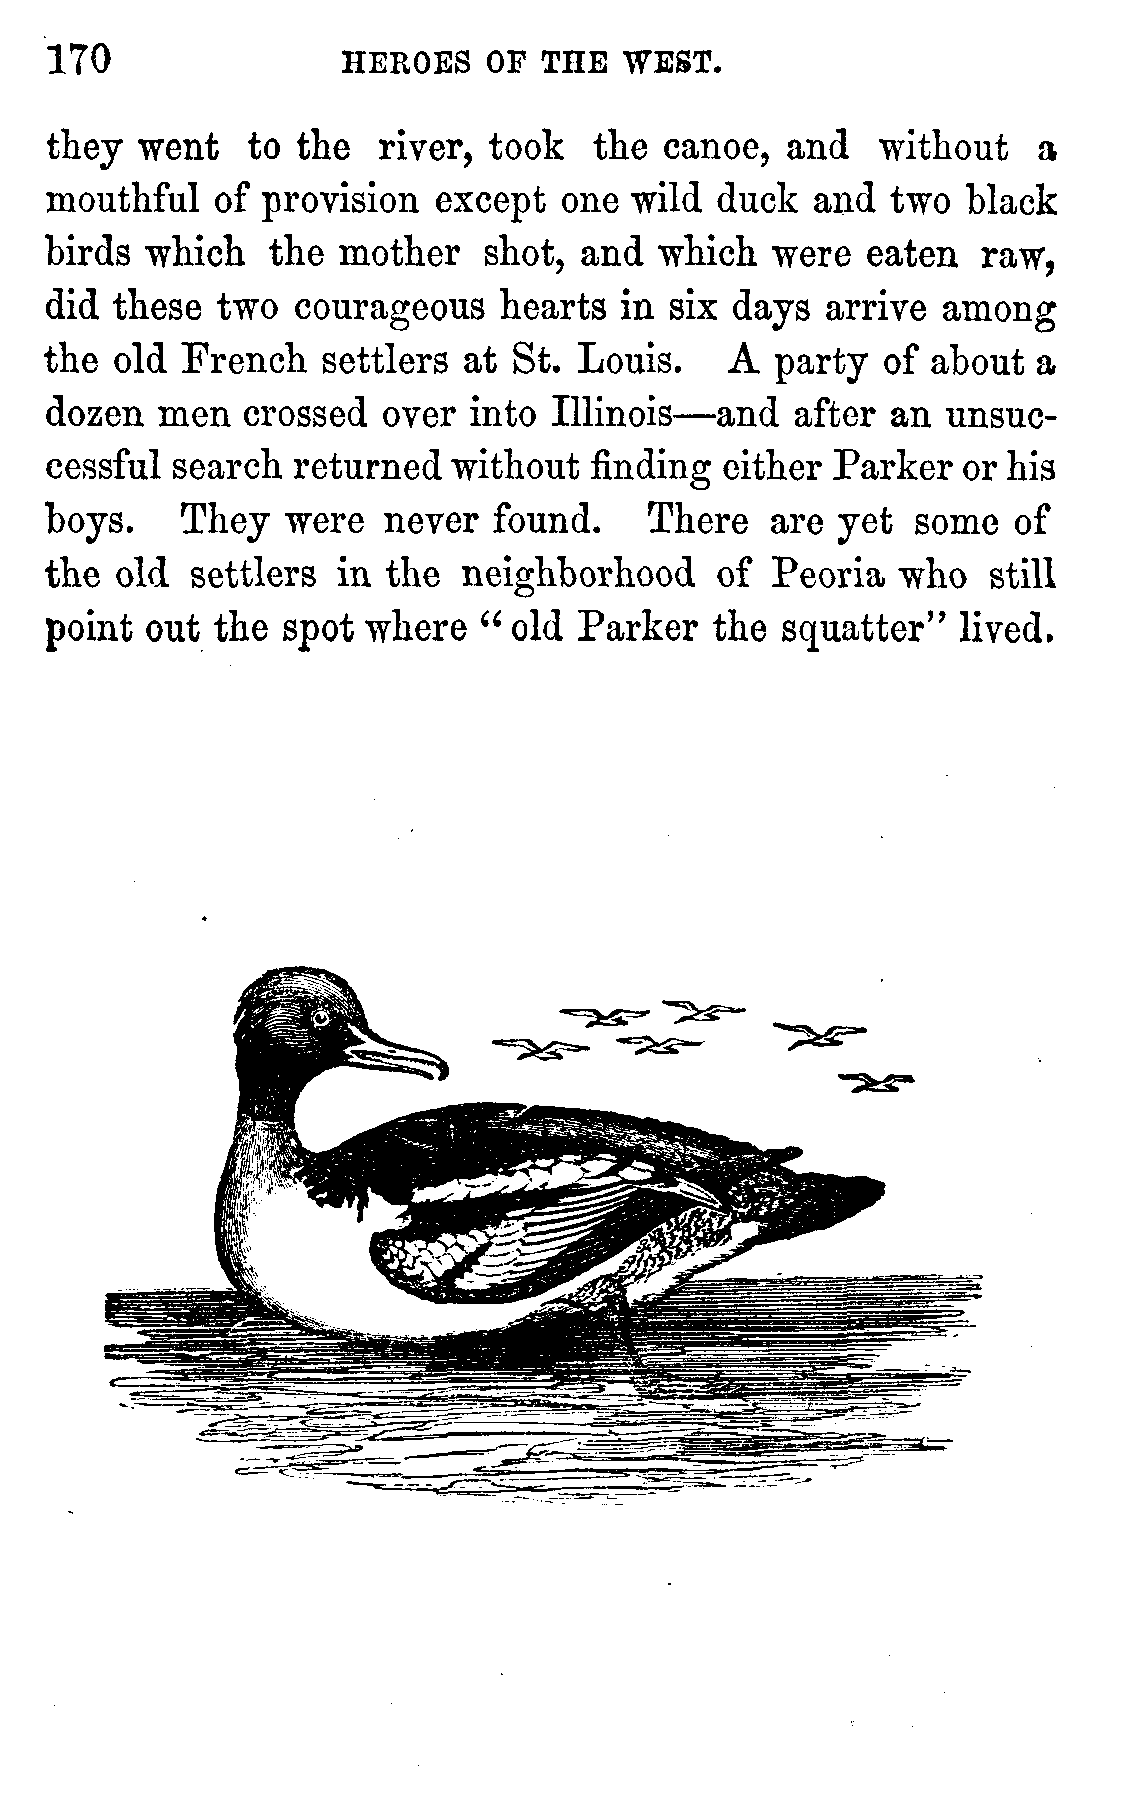 170 HEROES OF THE WEST.
they went to the river, took the canoe, and without a
mouthful of provision except one wild duck and two black
birds which the mother shot, and which were eaten raw,
did these two courageous hearts in six days arrive among
the old French settlers at St. Louis. A party of about a
dozen men crossed over into Illinois—and after an unsuc-
cessful search returned without finding either Parker or his
boys. They were never found. There are yet some of
the old settlers in the neighborhood of Peoria who still
point out the spot where “old Parker the squatter” lived.